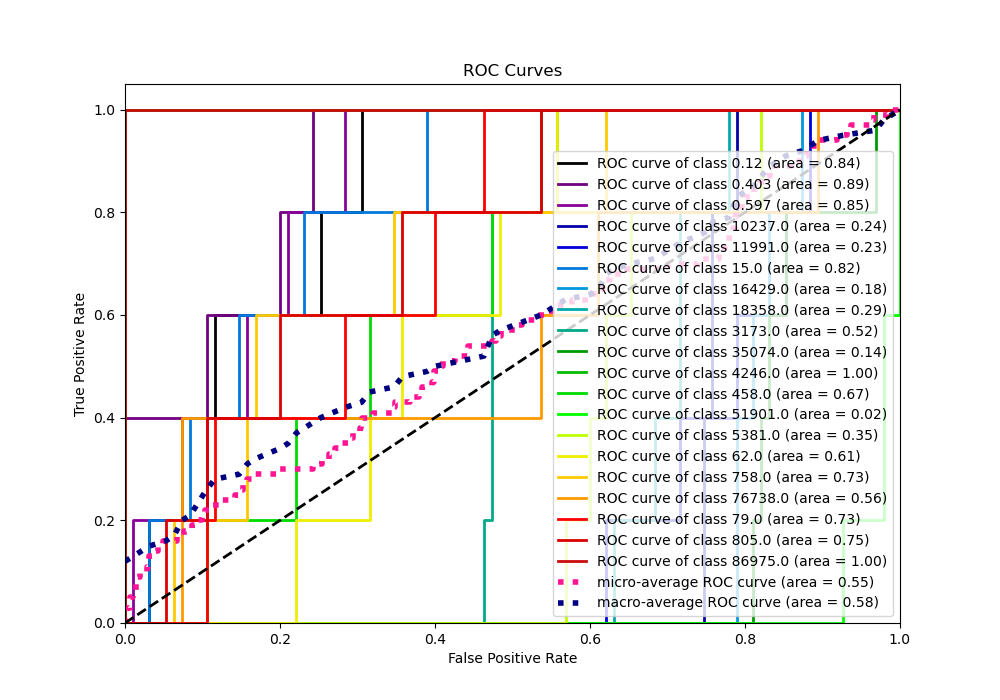 ROC Curves
True Positive Rate
1.0
0.8
0.6
0.4
0.2
0.0
ROC curve of class 0.12 (area = 0.84)
ROC curve of class 0.403 (area = 0.89)
ROC curve of class 0.597 (area = 0.85)
ROC curve of class 10237.0 (area = 0.24)
ROC curve of class 11991.0 (area = 0.23)
ROC curve of class 15.0 (area = 0.82)
ROC curve of class 16429.0 (area = 0.18)
ROC curve of class 18358.0 (area = 0.29)
ROC curve of class 3173.0 (area = 0.52)
ROC curve of class 35074.0 (area = 0.14)
ROC curve of class 4246.0 (area = 1.00)
ROC curve of class 458.0 (area = 0.67)
ROC curve of class 51901.0 (area = 0.02)
ROC curve of class 5381.0 (area = 0.35)
ROC curve of class 62.0 (area = 0.61)
ROC curve of class 758.0 (area = 0.73)
ROC curve of class 76738.0 (area = 0.56)
ROC curve of class 79.0 (area = 0.73)
ROC curve of class 805.0 (area = 0.75)
ROC curve of class 86975.0 (area = 1.00)
micro-average ROC curve (area = 0.55)
macro-average ROC curve (area = 0.58)
0.0 0.2 0.4 0.6 0.8 1.0
False Positive Rate